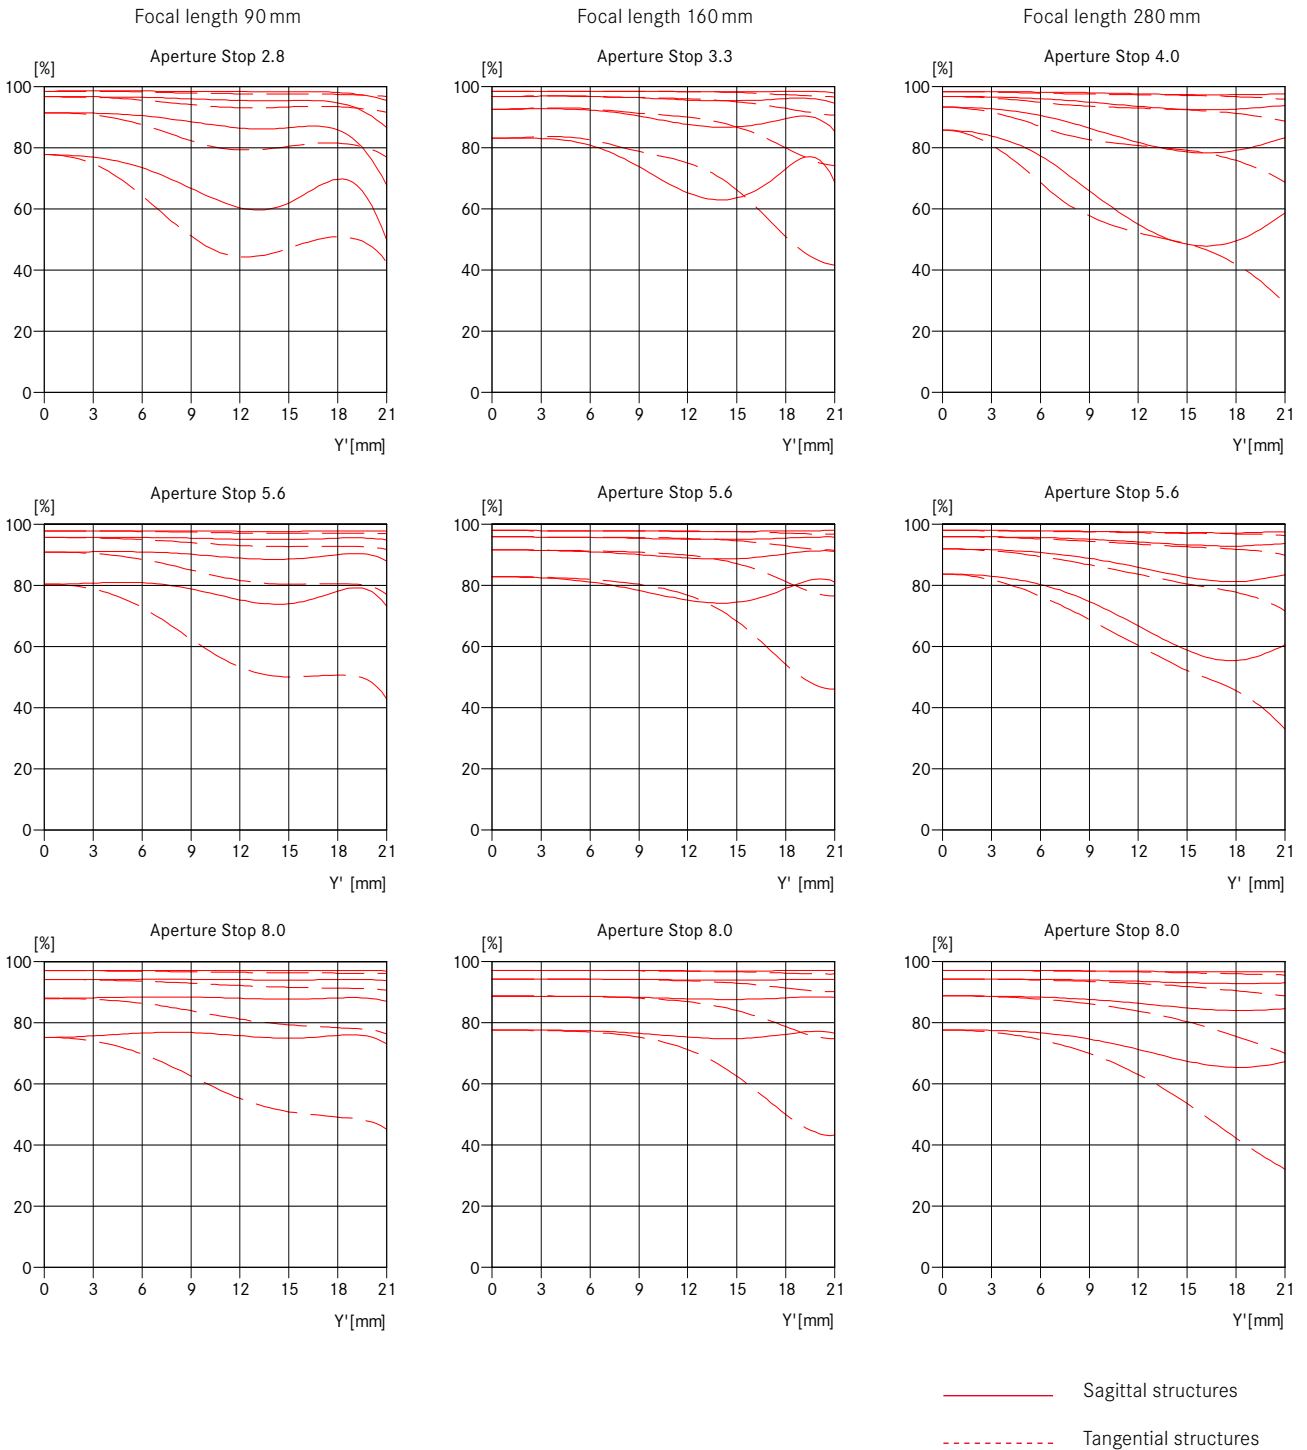 Focal length 90 mm
Focal length 160 mm
Focal length 280 mm
Aperture Stop 2.8
Aperture Stop 3.3
Aperture Stop 4.0
[%]
[%]
[%]
100
80
60
40
20
0
0 3 6 9 12 15 18 21
Y'[mm]
100
80
60
40
20
0
0 3 6 9 12 15 18 21
Y'[mm]
100
80
60
40
20
0
0 3 6 9 12 15 18 21
Y'[mm]
Aperture Stop 5.6
Aperture Stop 5.6
Aperture Stop 5.6
[%]
[%]
[%]
100
80
60
40
20
0
0 3 6 9 12 15 18 21
Y' [mm]
100
80
60
40
20
0
0 3 6 9 12 15 18 21
Y' [mm]
100
80
60
40
20
0
0 3 6 9 12 15 18 21
Y' [mm]
Aperture Stop 8.0
Aperture Stop 8.0
Aperture Stop 8.0
[%]
[%]
[%]
100
80
60
40
20
0
0 3 6 9 12 15 18 21
Y'[mm]
100
80
60
40
20
0
0 3 6 9 12 15 18 21
Y'[mm]
100
80
60
40
20
0
0 3 6 9 12 15 18 21
Y'[mm]
Sagittal structures
Tangential structures